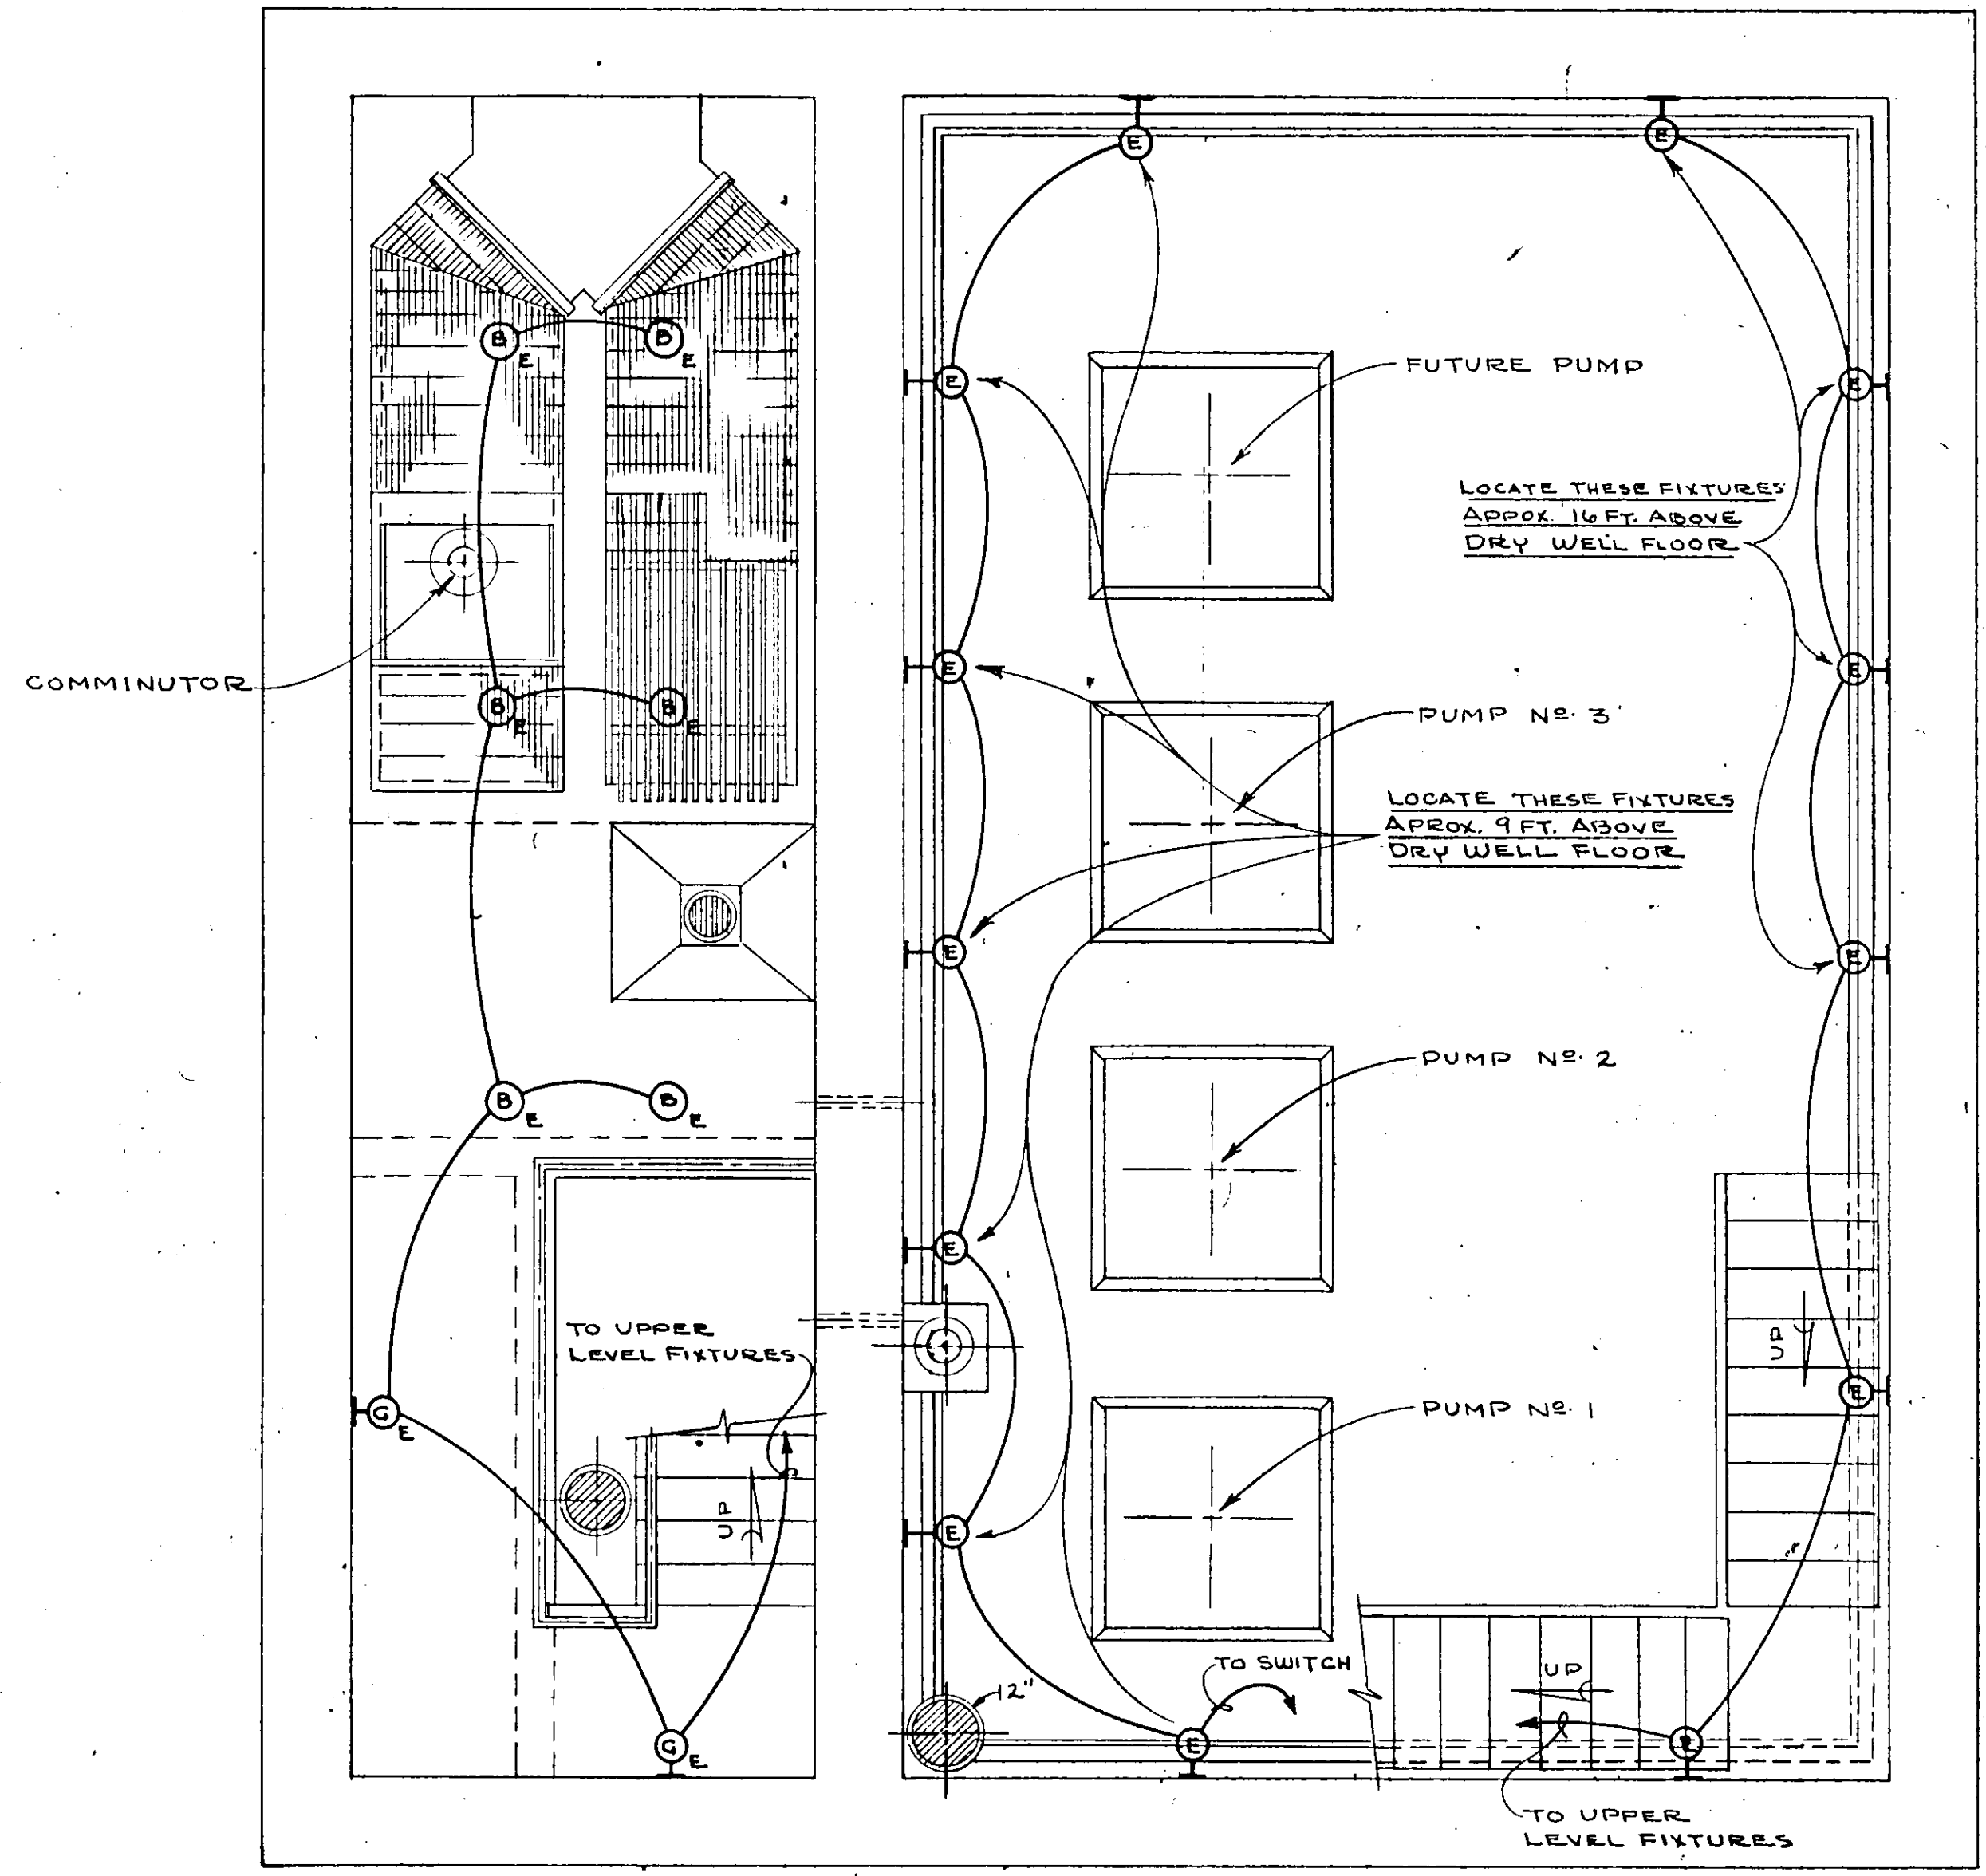 E
E
B
E
B
E
E
FUTURE PUMP
E
LOCATE THESE FIXTURES
APPOX. 16 FT. ABOVE
DRY WELL FLOOR
COMMINUTOR
E
E
B
E
B
E
PUMP Nº. 3
LOCATE THESE FIXTURES
APROX. 9 FT. ABOVE
DRY WELL FLOOR
E
E
B
E
B
E
PUMP Nº. 2
E
TO UPPER
LEVEL FIXTURES
UP
G
E
PUMP Nº. 1
E
UP
E
12"
TO SWITCH
UP
G
E
E
TO UPPER
LEVEL FIXTURES